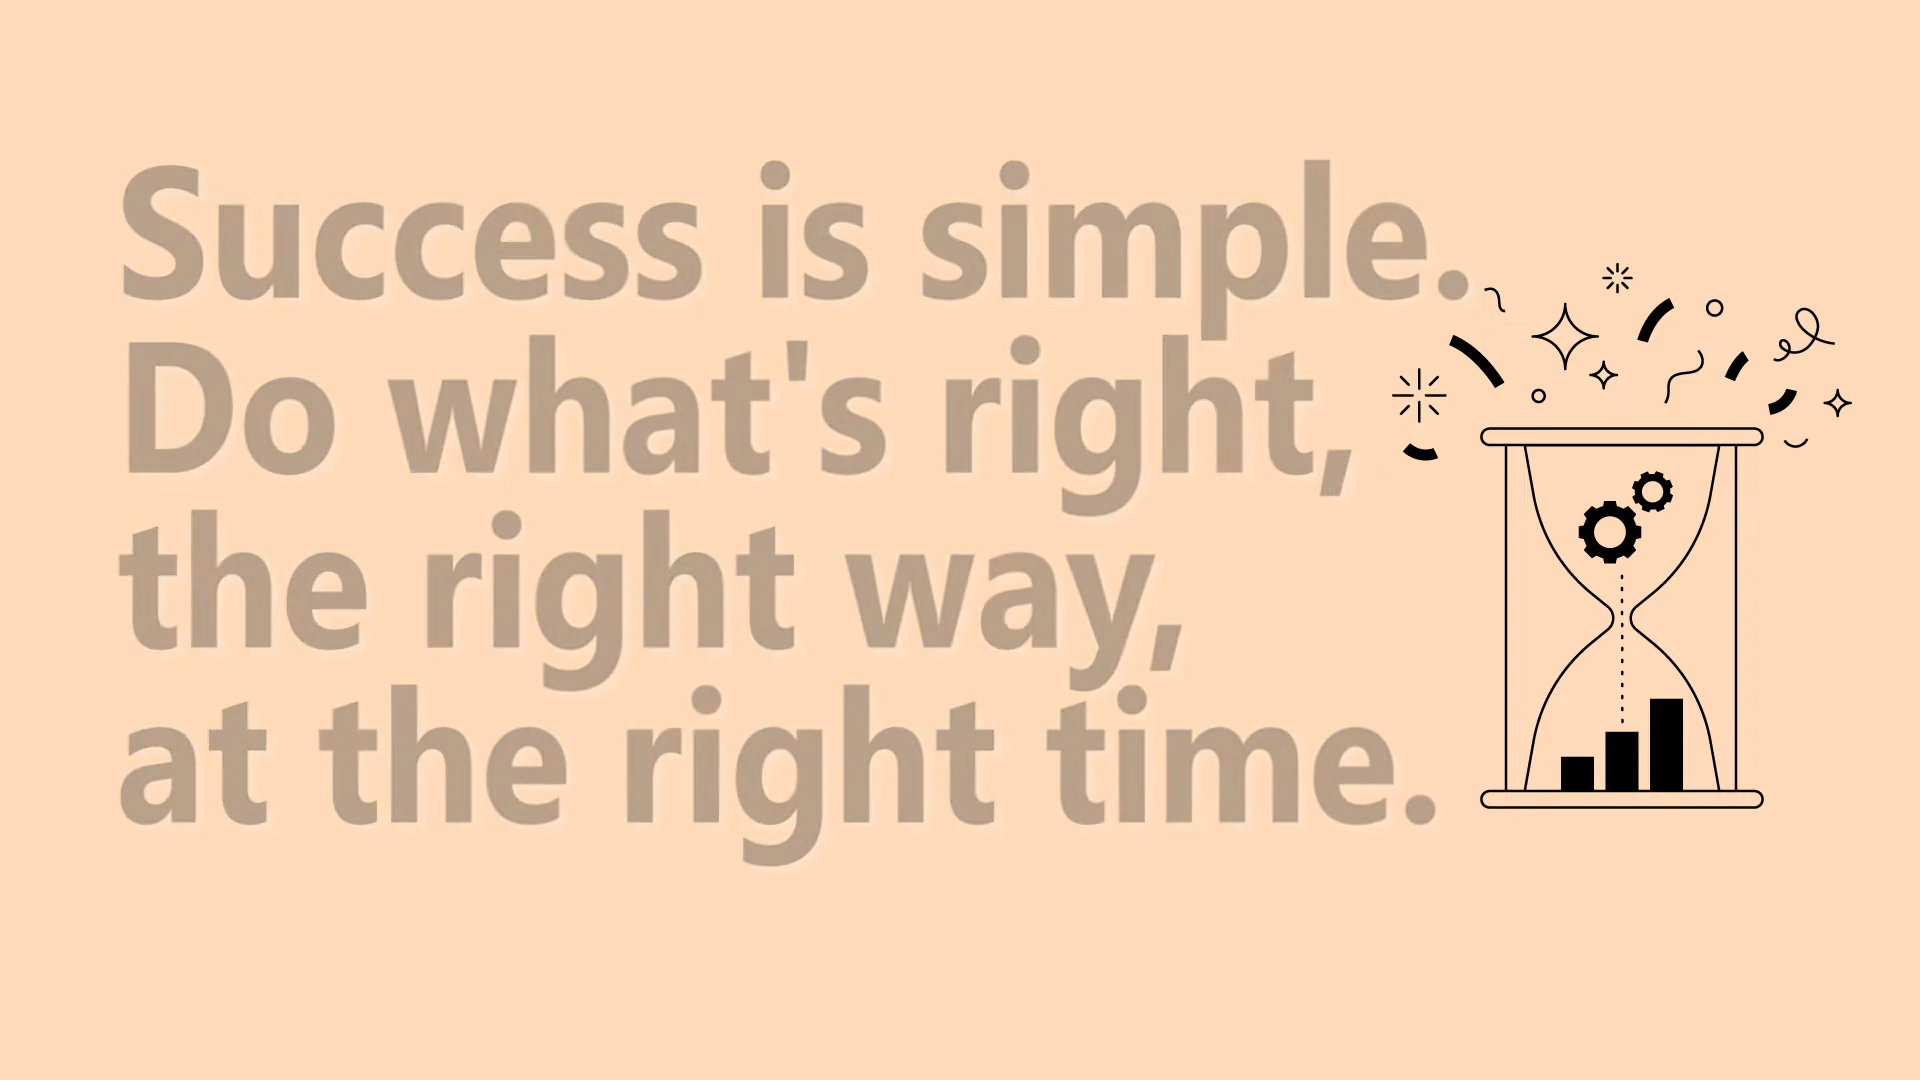 Success is simple.
Do what's right,
the right way,
at the right time.